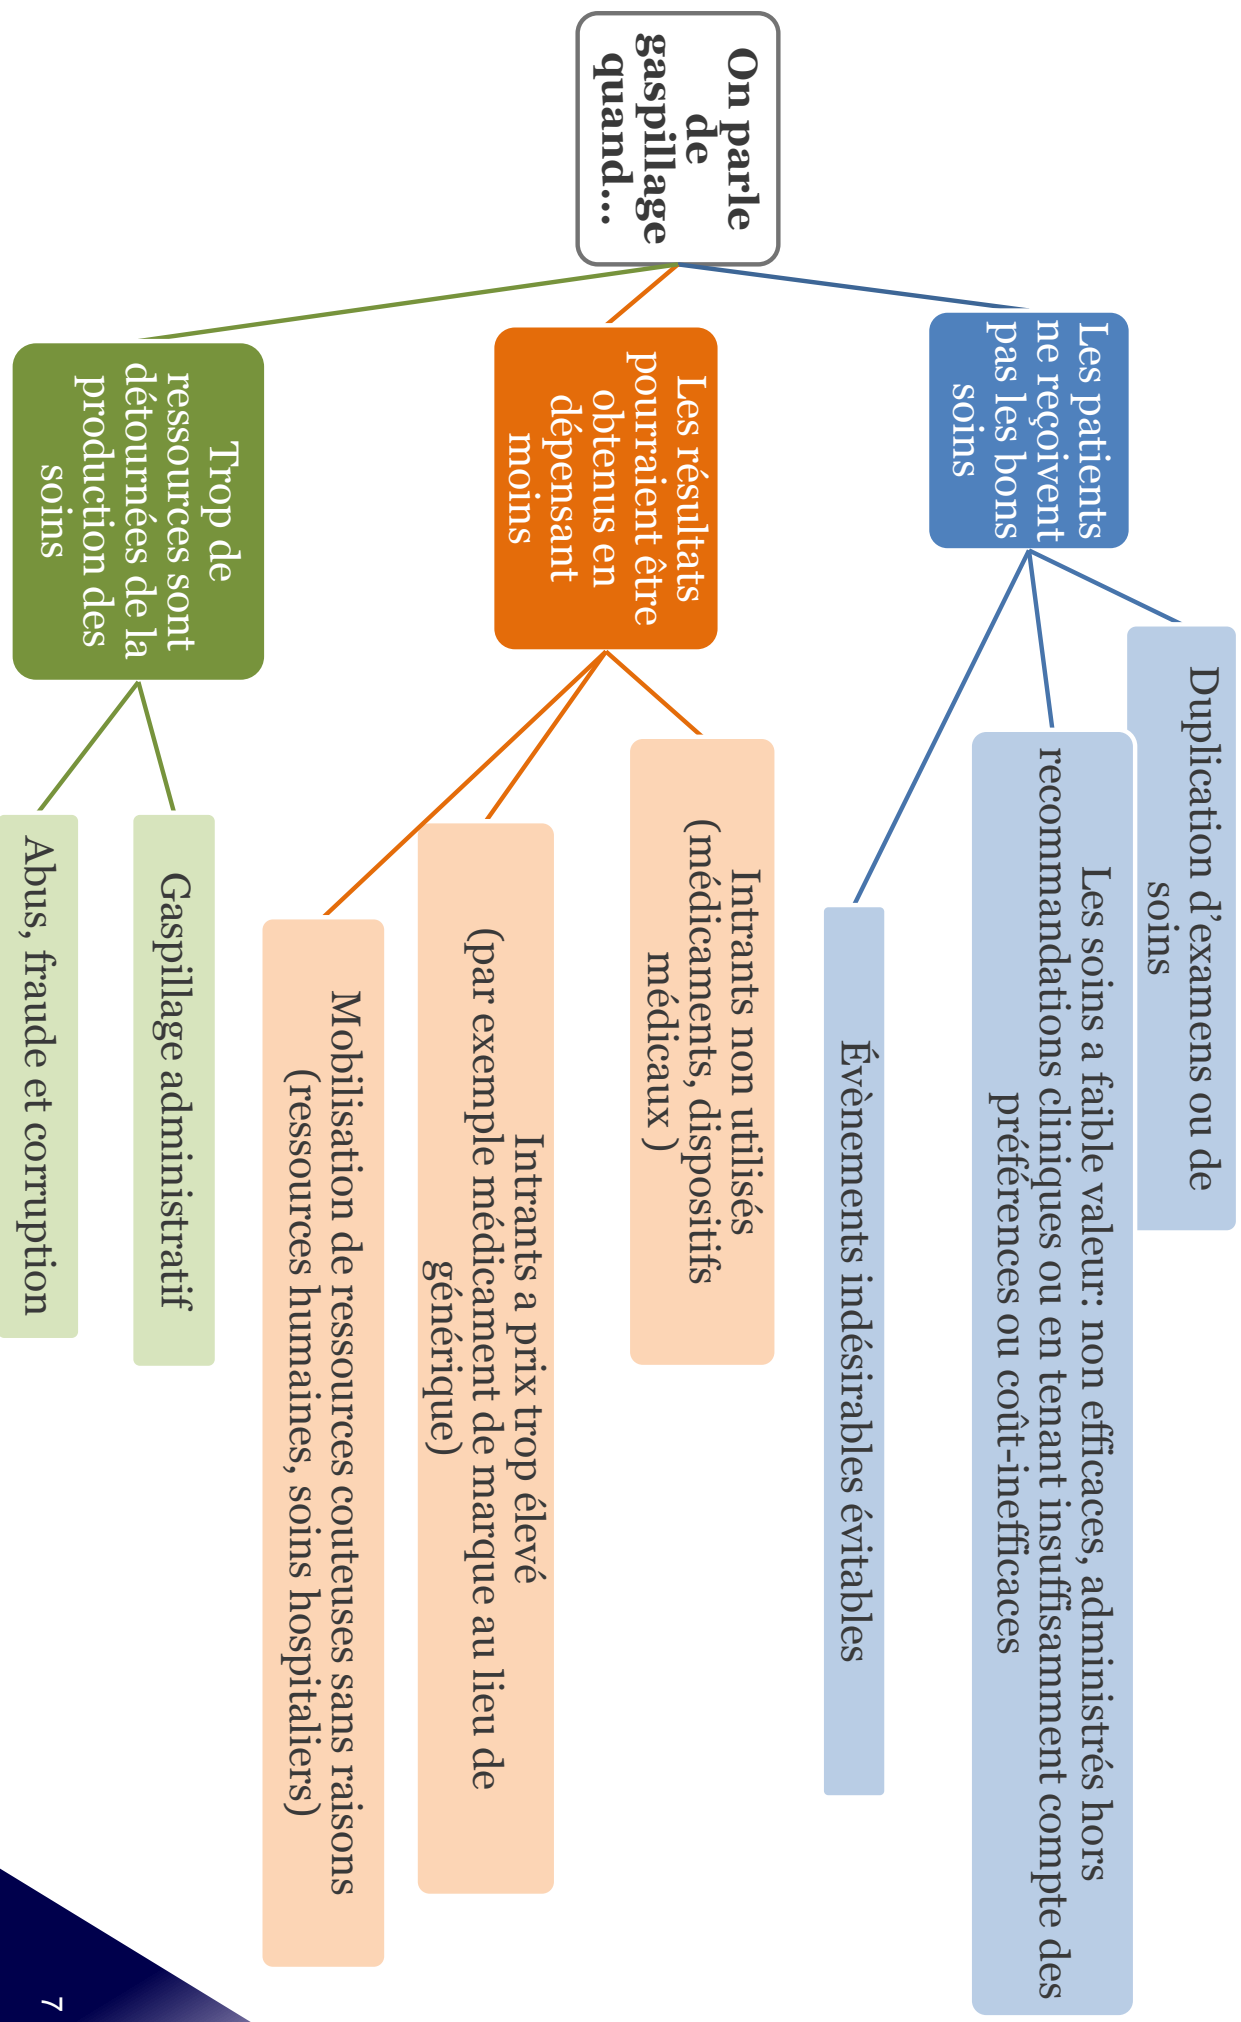 On parle
de
gaspillage
quand...
Les patients
ne reçoivent
pas les bons
soins
Duplication d'examens ou de
soins
Les soins a faible valeur: non efficaces, administrés hors
recommandations cliniques ou en tenant insuffisamment compte des
préférences ou coût-inefficaces
Évènements indésirables évitables
Les résultats
pourraient être
obtenus en
dépensant
moins
Intrants non utilisés
(médicaments, dispositifs
médicaux )
Intrants a prix trop élevé
(par exemple médicament de marque au lieu de
générique)
Mobilisation de ressources couteuses sans raisons
(ressources humaines, soins hospitaliers)
Trop de
ressources sont
détournées de la
production des
soins
Gaspillage administratif
Abus, fraude et corruption
7